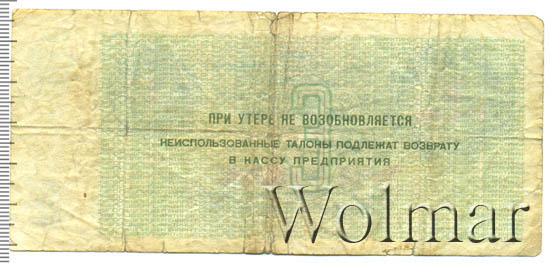 ПРИ УТЕРЕ НЕ ВОЗОБНОВЛЯЕТСЯ
НЕИСПОЛЬЗОВАННЫЕ ТАЛОНЫ ПОДЛЕЖАТ ВОЗВРАТУ
В КАССУ ПРЕДПРИЯТИЯ
Wolmar